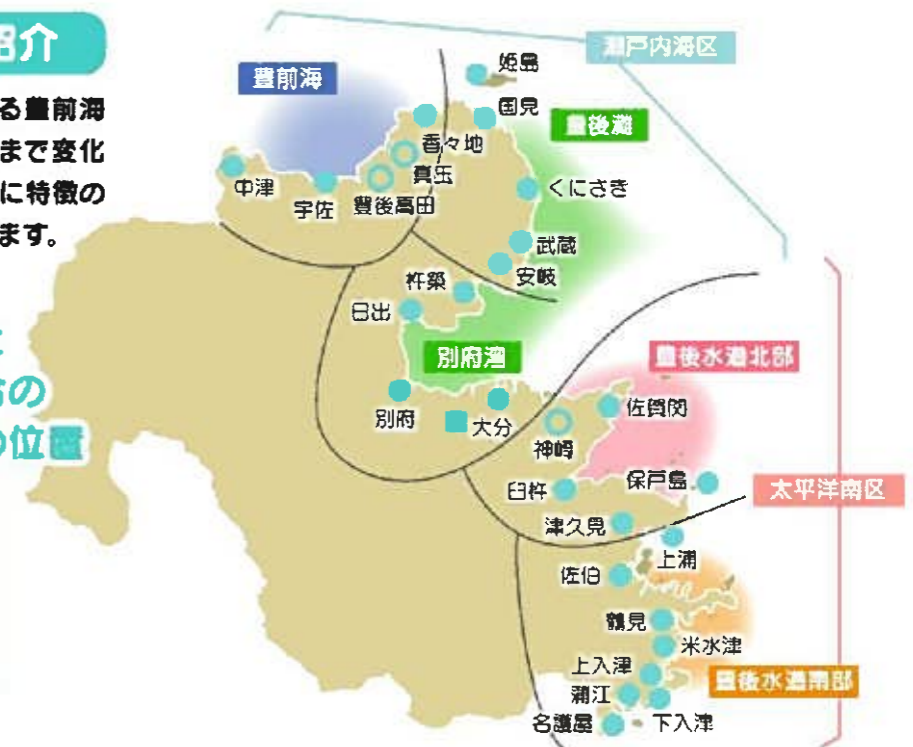 紹介
る豊前海
まで変化
に特徴の
ます。
の位置
瀬戸内海区
豊前海
姫島
国見
豊後灘
香々地
真玉
中津
宇佐
豊後高田
くにさき
武蔵
安岐
杵築
日出
別府湾
豊後水道北部
別府
大分
佐賀関
神崎
臼杵
保戸島
太平洋南区
津久見
上浦
佐伯
鶴見
米水津
上入津
豊後水道南部
蒲江
名護屋
下入津